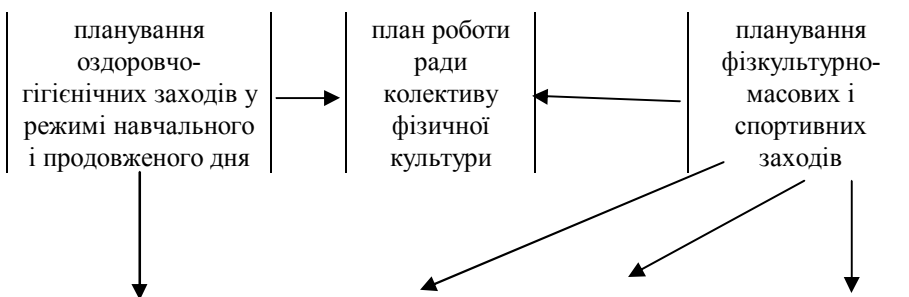 планування
оздоровчо-
гігієнічних заходів у
режимі навчального
і продовженого дня
план роботи
ради
колективу
фізичної
культури
планування
фізкультурно-
масових і
спортивних
заходів